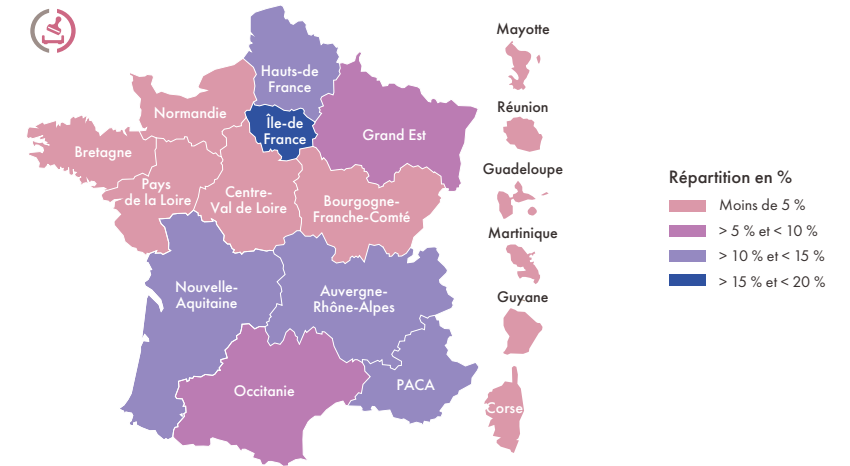 Mayotte
Hauts-de
France
Normandie
Île-de
France
Grand Est
Réunion
Bretagne
Pays
de la Loire
Centre-
Val de Loire
Bourgogne-
Franche-Comté
Guadeloupe
Martinique
Nouvelle-
Aquitaine
Auvergne-
Rhône-Alpes
Guyane
Occitanie
PACA
Corse
Répartition en %
Moins de 5 %
> 5 % et < 10 %
> 10 % et < 15 %
> 15 % et < 20 %